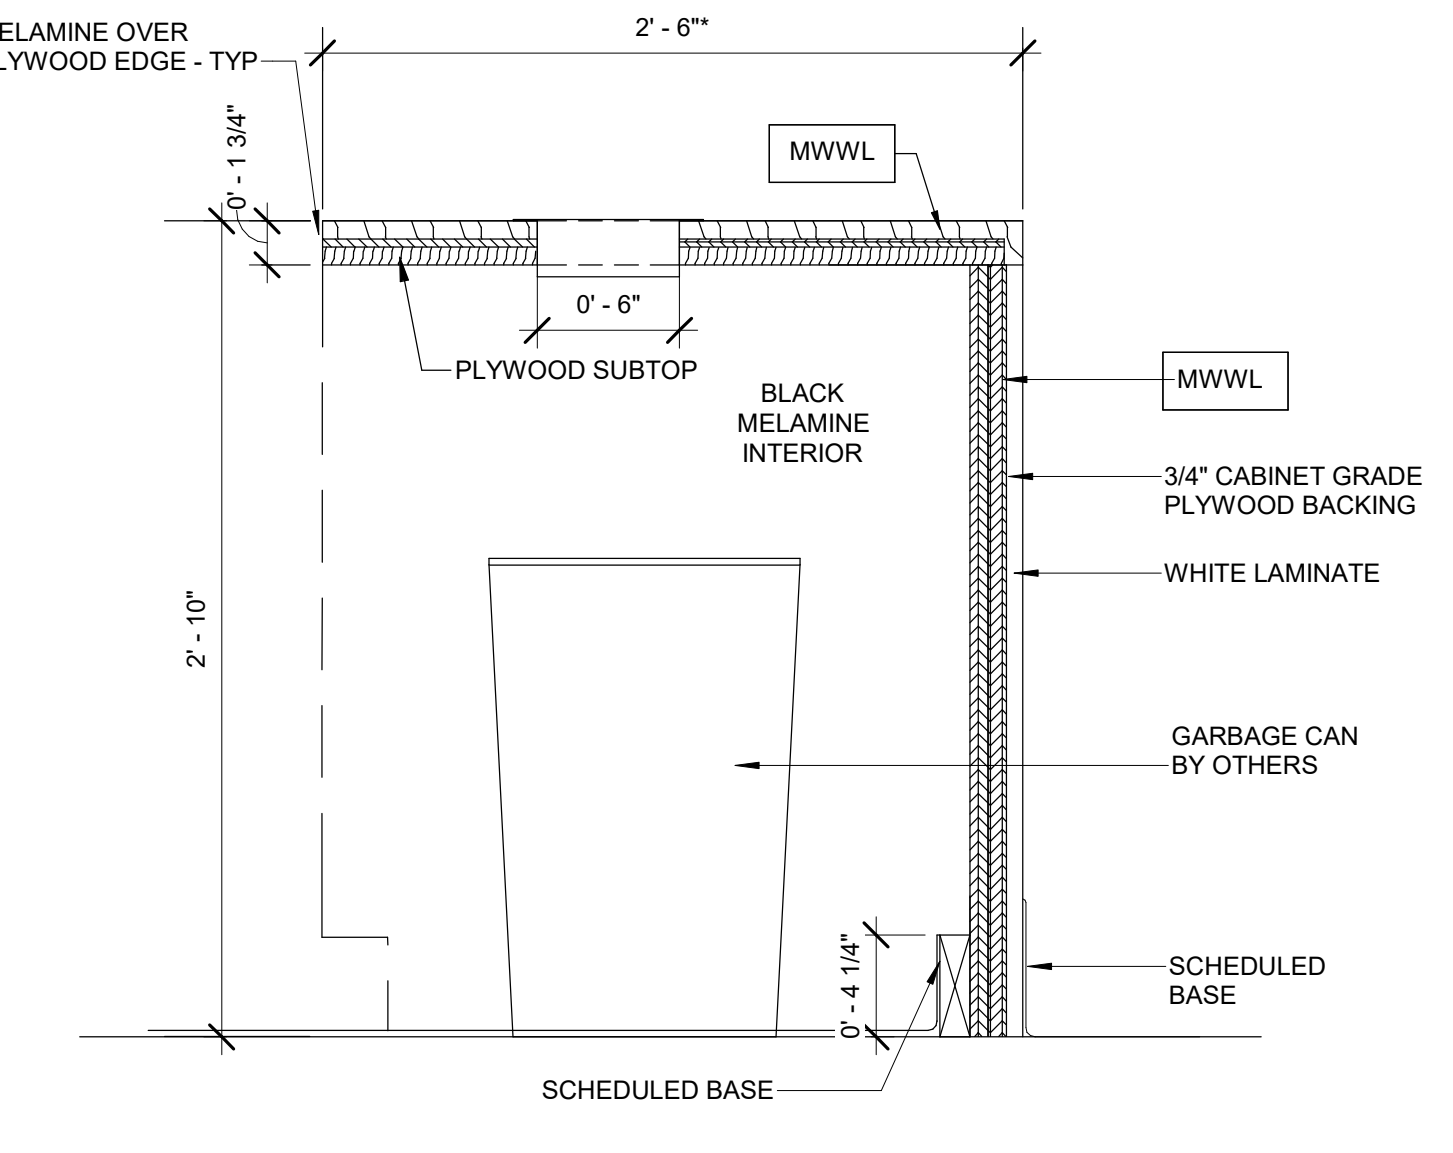 ELAMINE OVER
LYWOOD EDGE - TYP
2' - 6"*
0' - 1 3/4"
MWWL
0' - 6"
PLYWOOD SUBTOP
BLACK
MELAMINE
INTERIOR
MWWL
3/4" CABINET GRADE
PLYWOOD BACKING
WHITE LAMINATE
2' - 10"
GARBAGE CAN
BY OTHERS
0' - 4 1/4"
SCHEDULED
BASE
SCHEDULED BASE